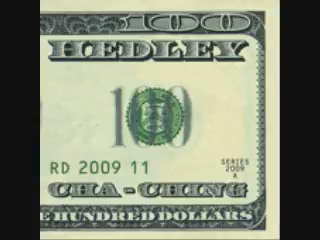 100
HEDLEY
100
RD 2009 11
SERIES
2009
A
CHA-CHING
E HUNDRED DOLLARS